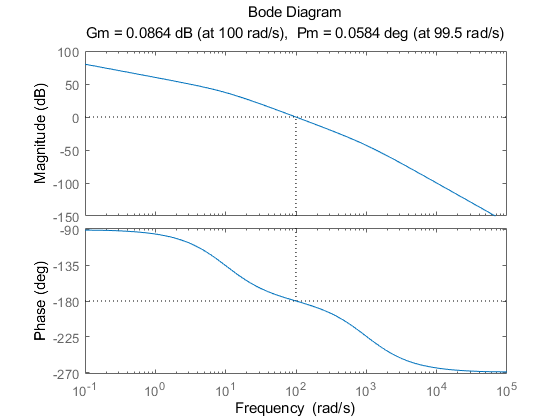 Bode Diagram
Gm = 0.0864 dB (at 100 rad/s), Pm = 0.0584 deg (at 99.5 rad/s)
100
50
0
-50
-100
-150
Magnitude (dB)
-90
-135
-180
-225
-270
Phase (deg)
10^-1 10^0 10^1 10^2 10^3 10^4 10^5
Frequency (rad/s)